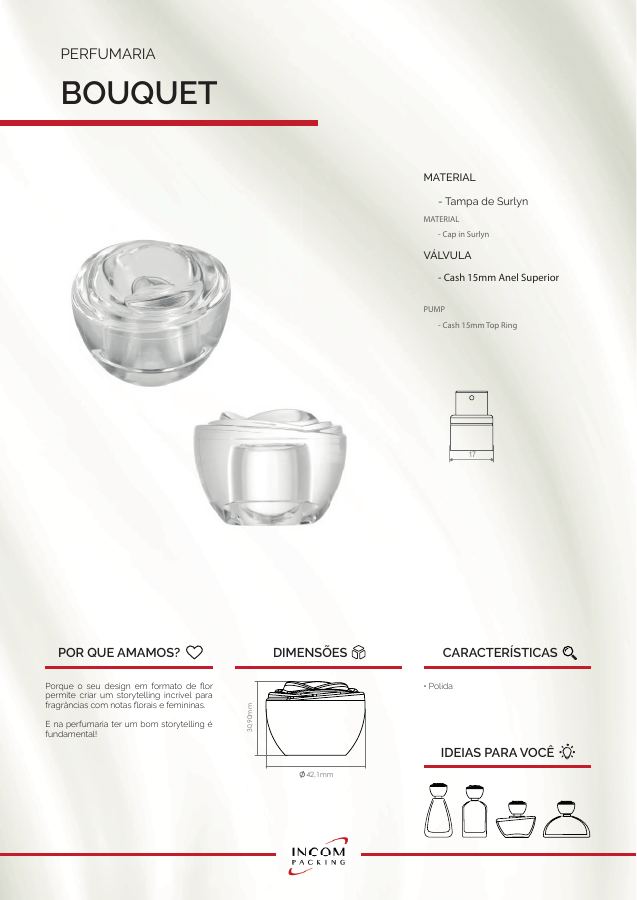 PERFUMARIA
BOUQUET
MATERIAL
- Tampa de Surlyn
MATERIAL
- Cap in Surlyn
VÁLVULA
- Cash 15mm Anel Superior
PUMP
- Cash 15mm Top Ring
17
POR QUE AMAMOS?
Porque o seu design em formato de flor
permite criar um storytelling incrível para
fragrâncias com notas florais e femininas.
E na perfumaria ter um bom storytelling é
fundamental!
DIMENSÕES
30,90mm
Ø 42,1mm
CARACTERÍSTICAS
• Polida
IDEIAS PARA VOCÊ
INCOM
PACKING